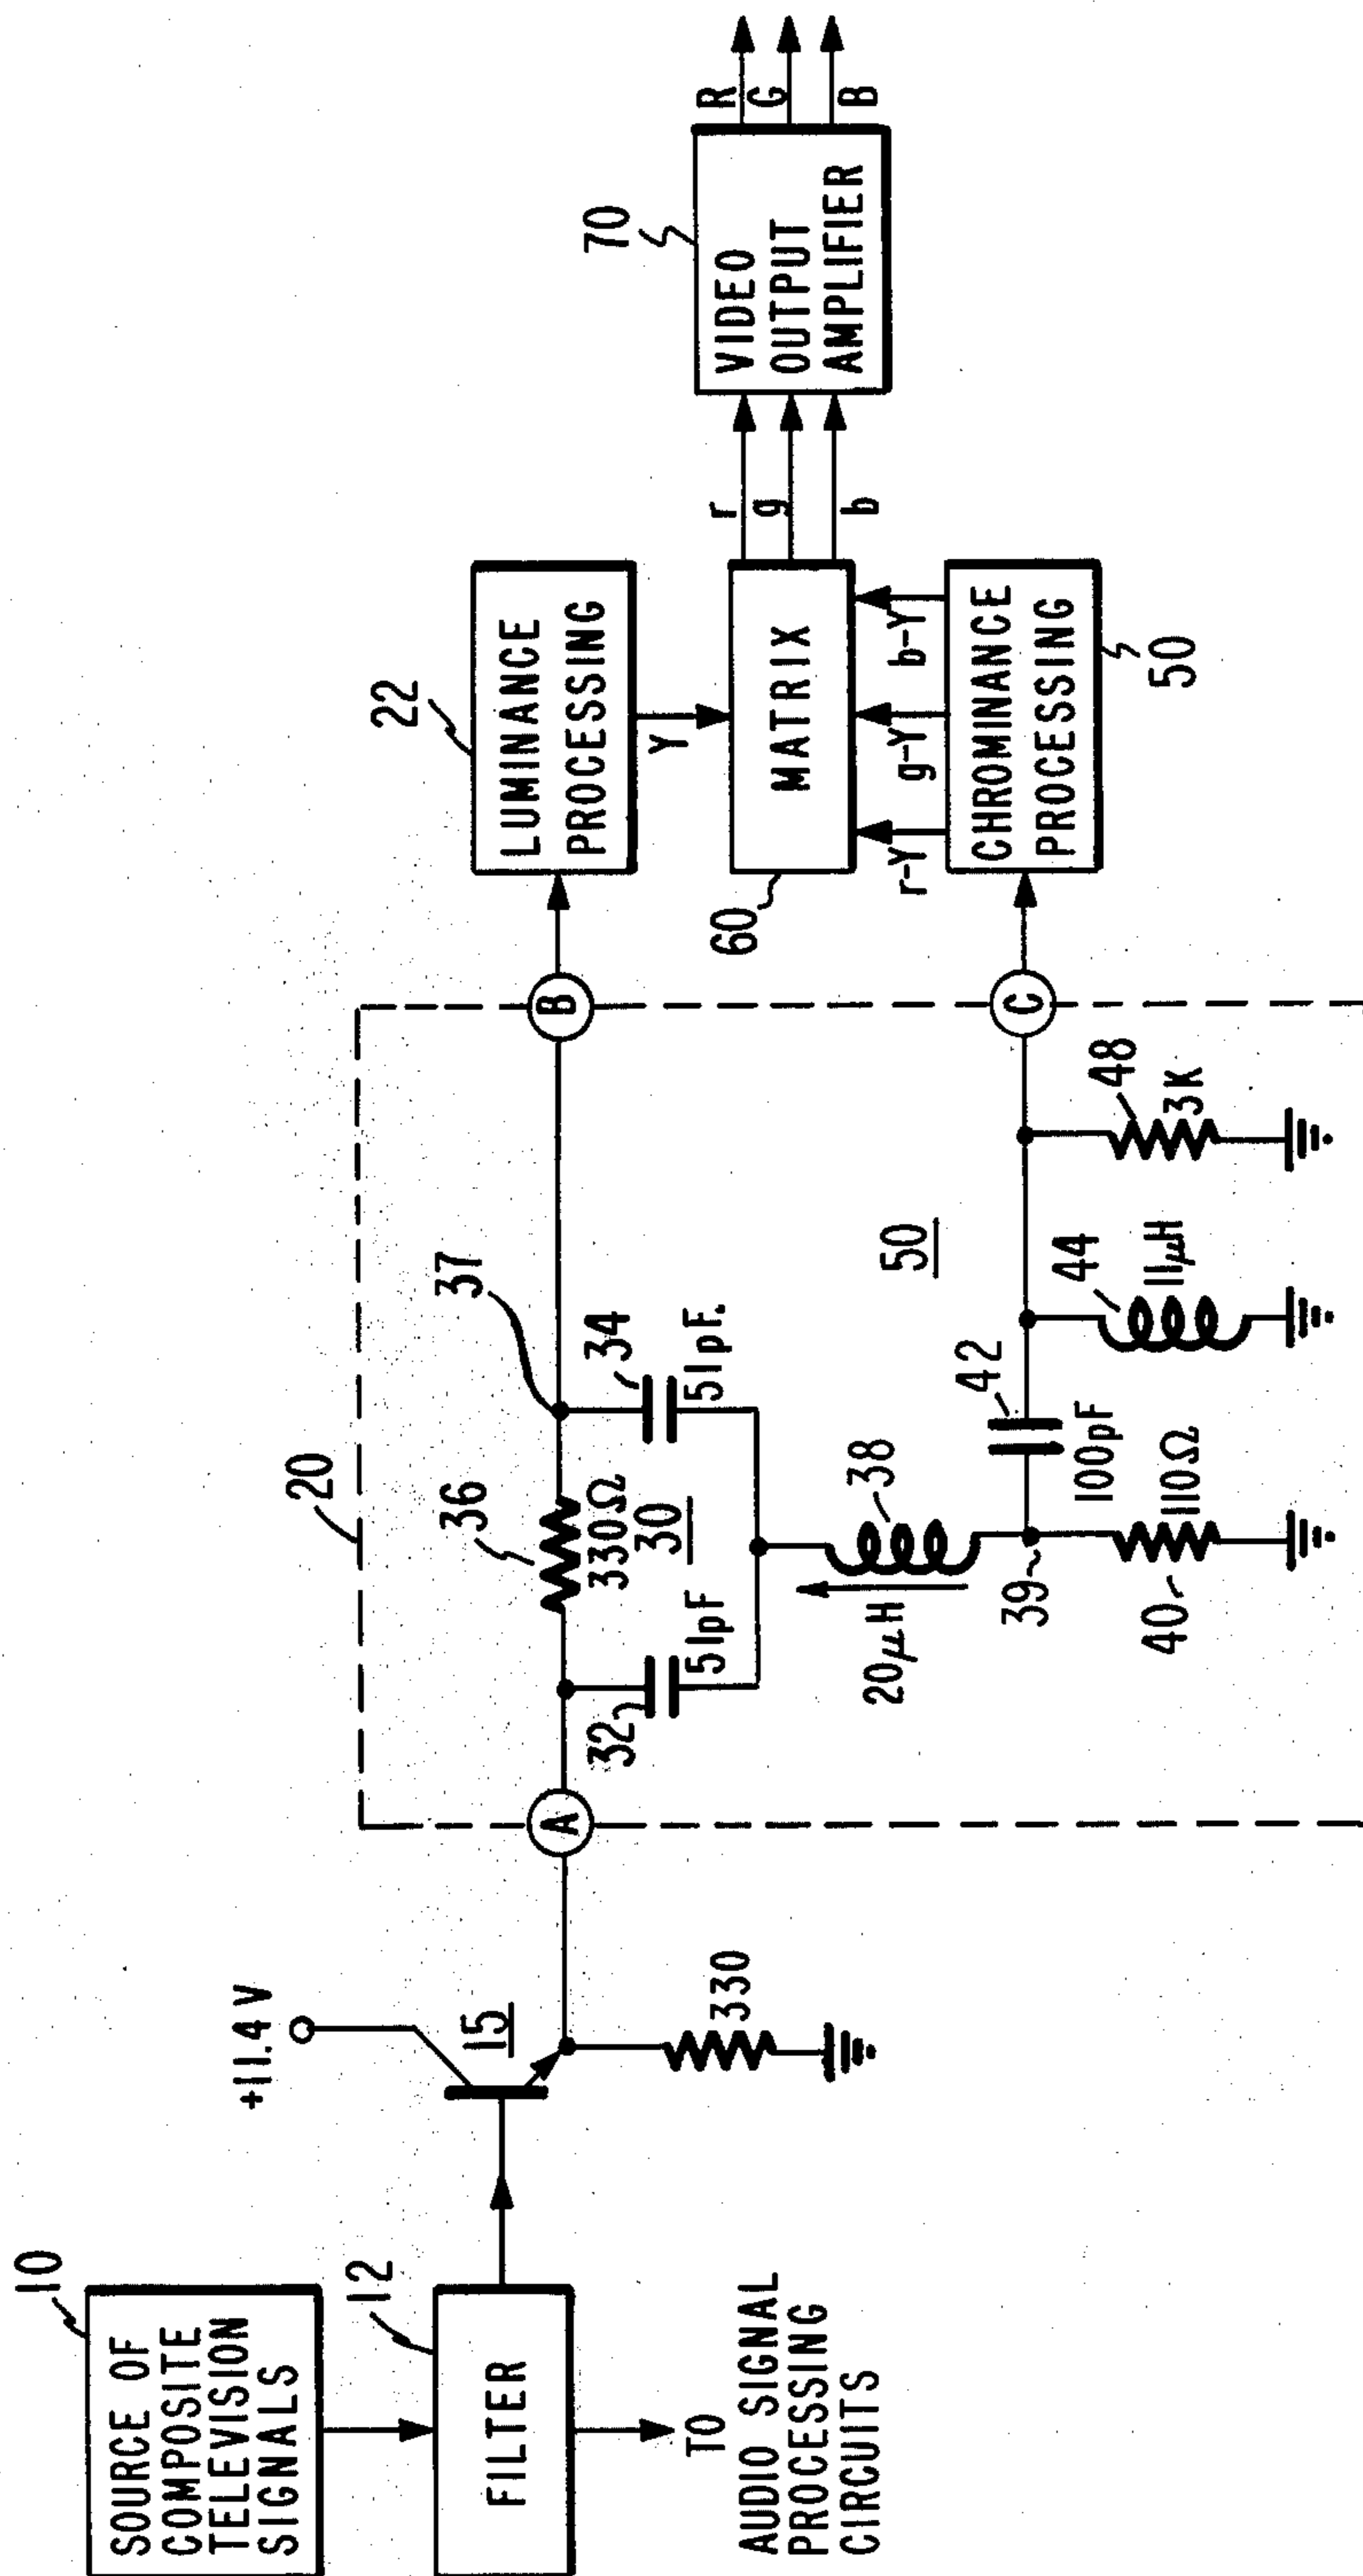 10
SOURCE OF
COMPOSITE
TELEVISION
SIGNALS
12
FILTER
TO
AUDIO SIGNAL
PROCESSING
CIRCUITS
+11.4 V
15
330
A
20
36
330Ω
30
37
32
51pF
34
51pF.
38
20μH
39
40
110Ω
42
100pF
44
11μH
48
3K
50
B
C
22
LUMINANCE
PROCESSING
Y
60
MATRIX
r-Y
g-Y
b-Y
CHROMINANCE
PROCESSING
50
r
g
b
70
VIDEO
OUTPUT
AMPLIFIER
R
G
B